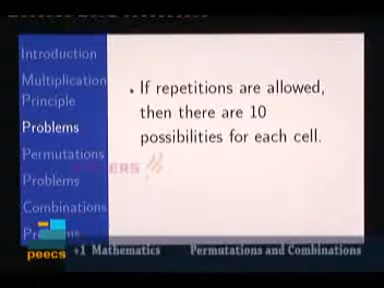 Introduction
Multiplication
Principle
Problems
Permutations
Problems
Combinations
• If repetitions are allowed,
then there are 10
possibilities for each cell.
peecs
+1 Mathematics
Permutations and Combinations